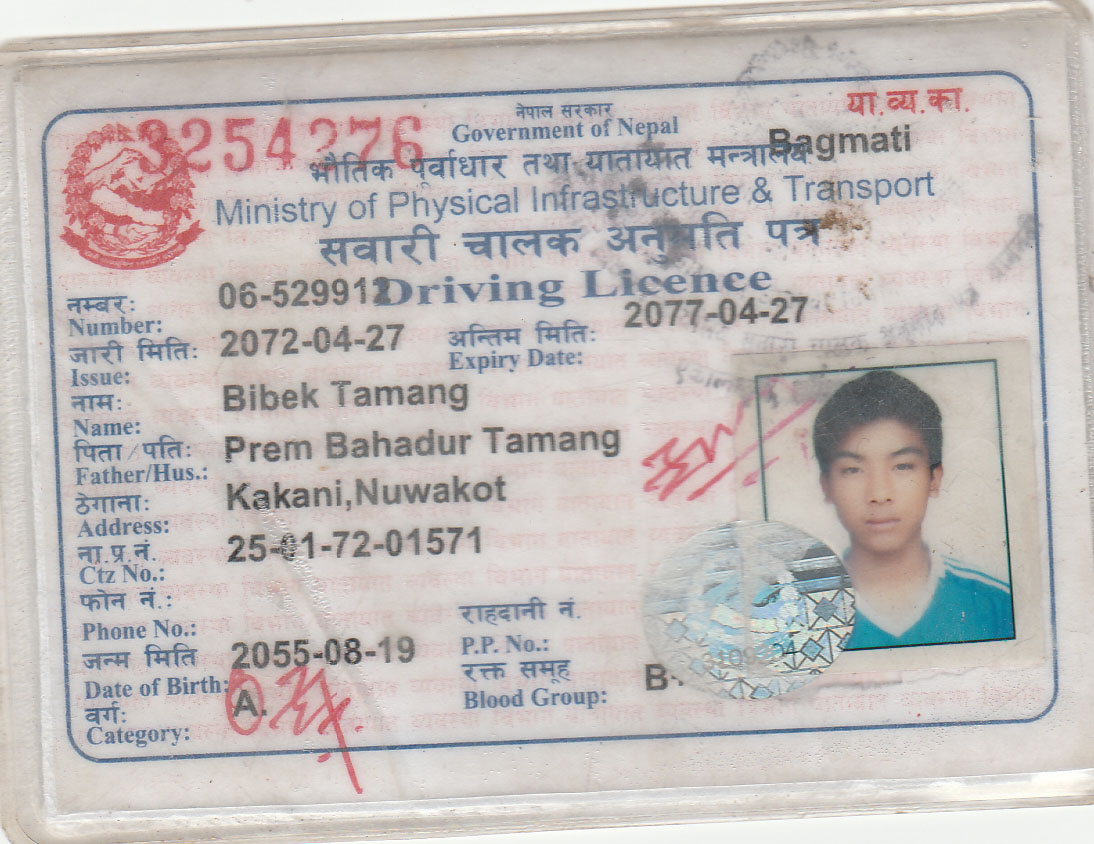 3254276
नेपाल सरकार
या.व्य.का.
Government of Nepal
Bagmati
भौतिक पूर्वाधार तथा यातायात मन्त्रालय
Ministry of Physical Infrastructure & Transport
सवारी चालक अनुमति पत्र
Driving Licence
नम्बर: 06-529912
Number:
जारी मिति: 2072-04-27 अन्तिम मिति: 2077-04-27
Issue: Expiry Date:
नाम: Bibek Tamang
Name:
पिता/पति: Prem Bahadur Tamang
Father/Hus.:
ठेगाना: Kakani,Nuwakot
Address:
ना.प्र.नं. 25-01-72-01571
Ctz No.:
फोन नं.: राहदानी नं.
Phone No.: P.P. No.:
जन्म मिति 2055-08-19 रक्त समूह
Date of Birth: Blood Group: B
वर्ग: A.
Category: